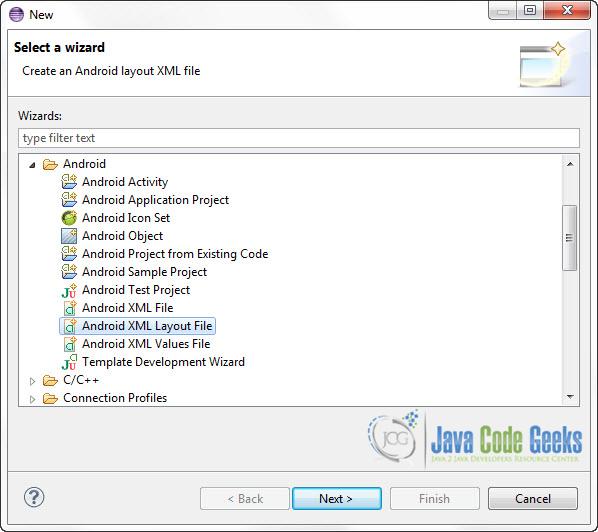 New
Select a wizard
Create an Android layout XML file
Wizards:
type filter text
Android
Android Activity
Android Application Project
Android Icon Set
Android Object
Android Project from Existing Code
Android Sample Project
Android Test Project
Android XML File
Android XML Layout File
Android XML Values File
Template Development Wizard
C/C++
Connection Profiles
JCG
Java Code Geeks
JAVA 2 JAVA DEVELOPERS RESOURCE CENTER
?
< Back
Next >
Finish
Cancel